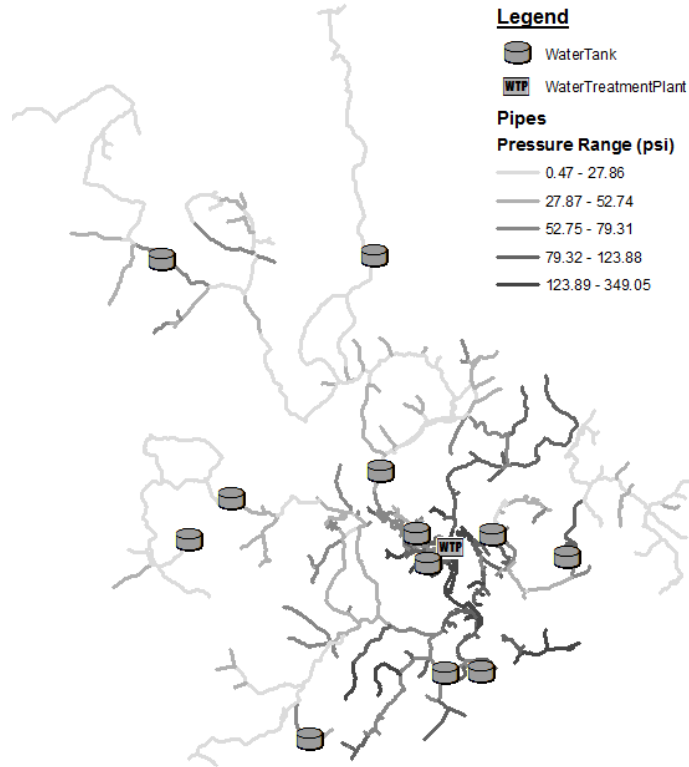 Legend
WaterTank
WTP WaterTreatmentPlant
Pipes
Pressure Range (psi)
0.47 - 27.86
27.87 - 52.74
52.75 - 79.31
79.32 - 123.88
123.89 - 349.05
WTP